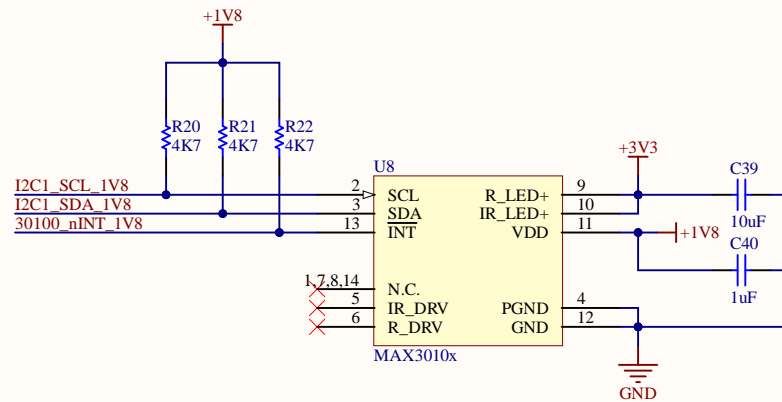 +1V8
R20
4K7
R21
4K7
R22
4K7
I2C1_SCL_1V8
I2C1_SDA_1V8
30100_nINT_1V8
U8
2 SCL
3 SDA
13 INT
1,7,8,14 N.C.
5 IR_DRV
6 R_DRV
R_LED+ 9
IR_LED+ 10
VDD 11
PGND 4
GND 12
MAX3010x
+3V3
C39
10uF
+1V8
C40
1uF
GND